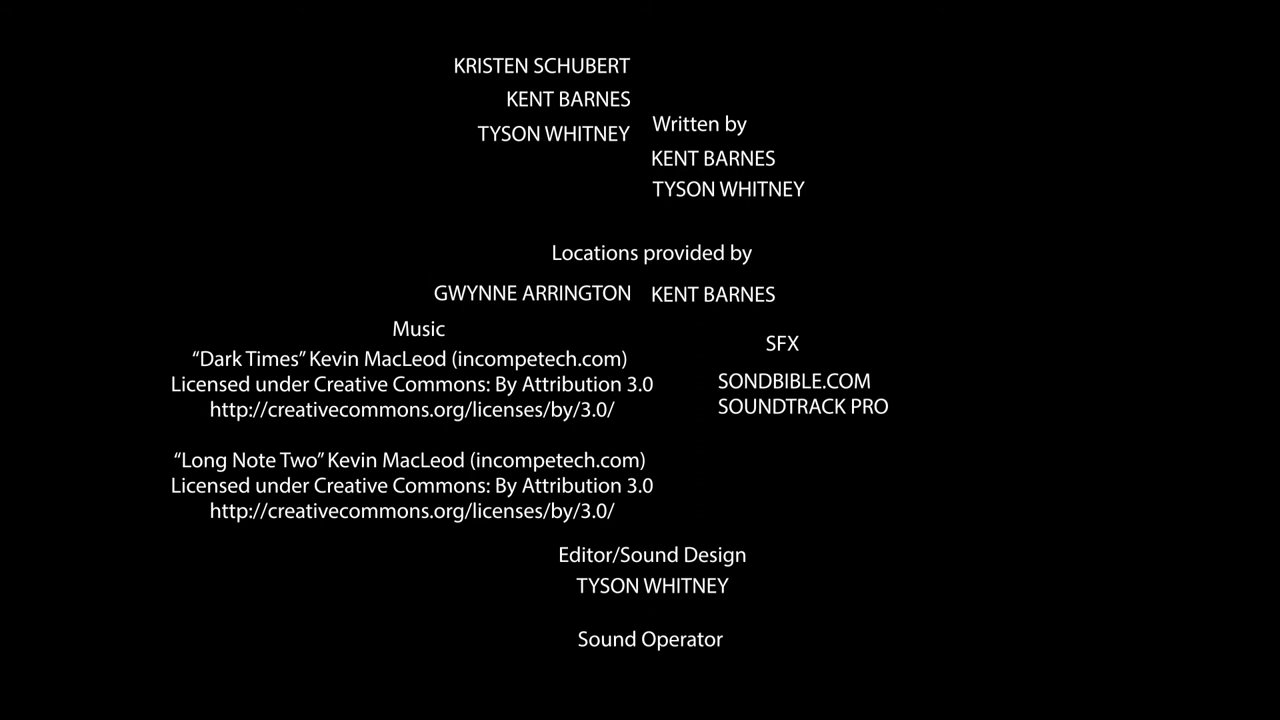 KRISTEN SCHUBERT
KENT BARNES
TYSON WHITNEY
Written by
KENT BARNES
TYSON WHITNEY
Locations provided by
GWYNNE ARRINGTON
KENT BARNES
Music
“Dark Times” Kevin MacLeod (incompetech.com)
Licensed under Creative Commons: By Attribution 3.0
http://creativecommons.org/licenses/by/3.0/
“Long Note Two” Kevin MacLeod (incompetech.com)
Licensed under Creative Commons: By Attribution 3.0
http://creativecommons.org/licenses/by/3.0/
SFX
SONDBIBLE.COM
SOUNDTRACK PRO
Editor/Sound Design
TYSON WHITNEY
Sound Operator